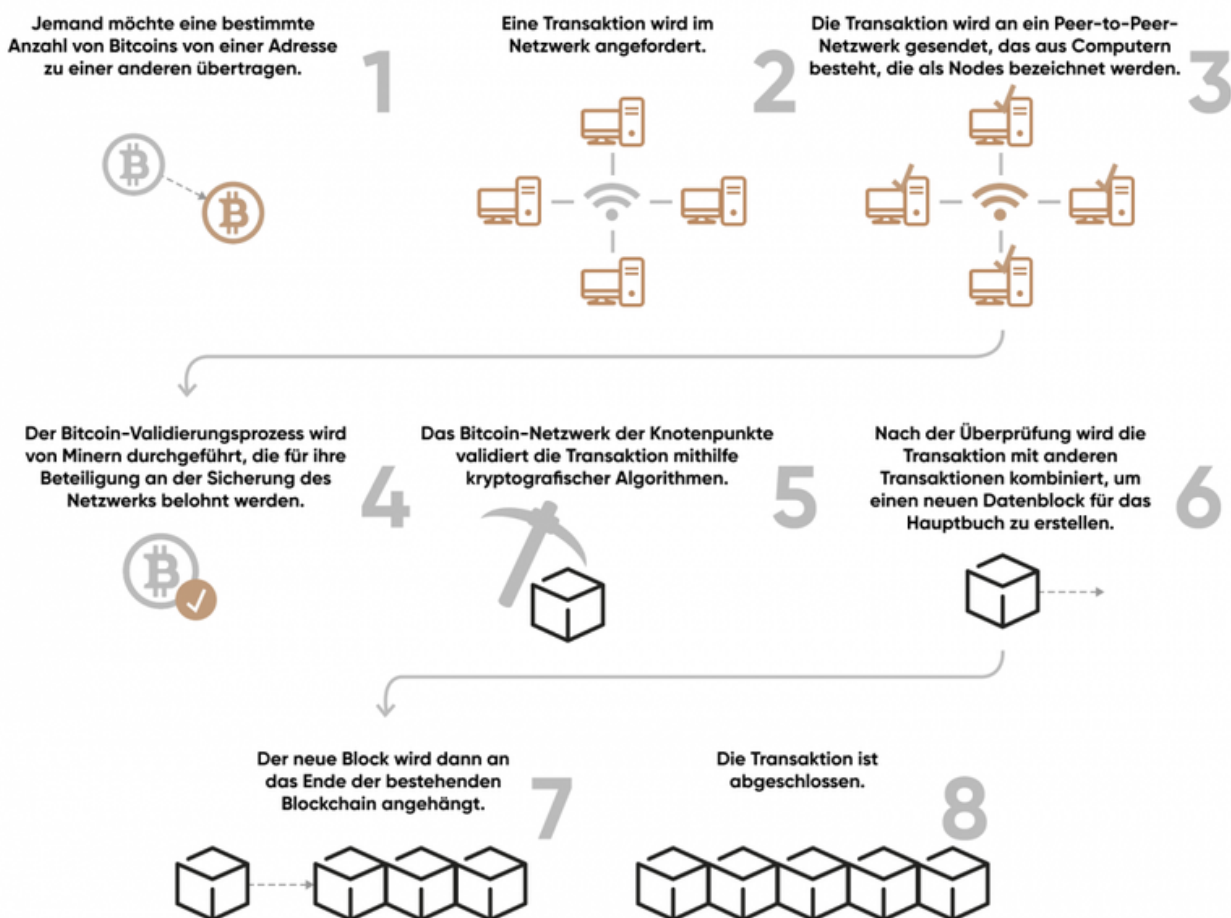 Jemand möchte eine bestimmte
Anzahl von Bitcoins von einer Adresse
zu einer anderen übertragen.
1
Eine Transaktion wird im
Netzwerk angefordert.
2
Die Transaktion wird an ein Peer-to-Peer-
Netzwerk gesendet, das aus Computern
besteht, die als Nodes bezeichnet werden.
3
Der Bitcoin-Validierungsprozess wird
von Minern durchgeführt, die für ihre
Beteiligung an der Sicherung des
Netzwerks belohnt werden.
4
Das Bitcoin-Netzwerk der Knotenpunkte
validiert die Transaktion mithilfe
kryptografischer Algorithmen.
5
Nach der Überprüfung wird die
Transaktion mit anderen
Transaktionen kombiniert, um
einen neuen Datenblock für das
Hauptbuch zu erstellen.
6
Der neue Block wird dann an
das Ende der bestehenden
Blockchain angehängt.
7
Die Transaktion ist
abgeschlossen.
8